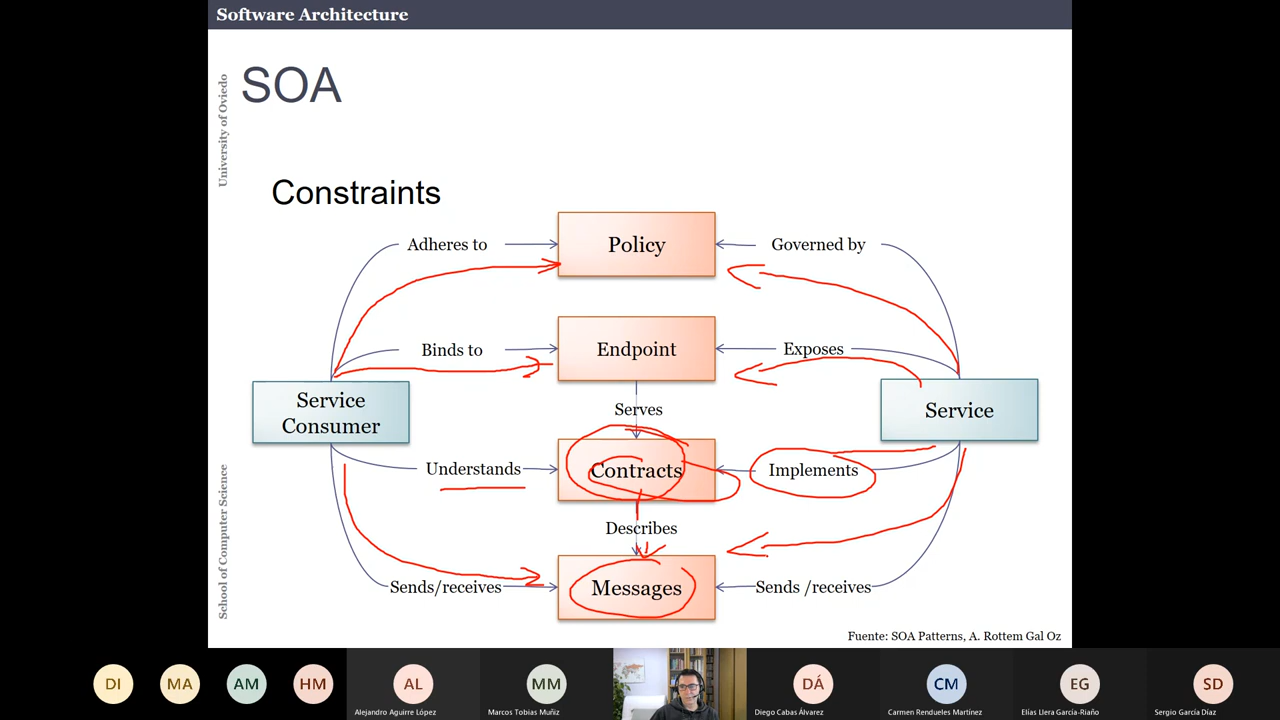 Software Architecture
University of Oviedo
SOA
Constraints
Adheres to
Policy
Governed by
Binds to
Endpoint
Exposes
Service
Consumer
Serves
Service
Understands
Contracts
Implements
Describes
Sends/receives
Messages
Sends /receives
School of Computer Science
Fuente: SOA Patterns, A. Rottem Gal Oz
DI
MA
AM
HM
AL
MM
DÁ
CM
EG
SD
Alejandro Aguirre López
Marcos Tobias Muñiz
Diego Cabas Álvarez
Carmen Rendueles Martínez
Elías Llera García-Riaño
Sergio García Díaz